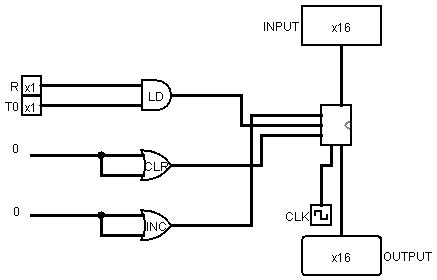 INPUT
x16
R x1
T0 x1
LD
0
CLR
0
INC
CLK
x16
OUTPUT